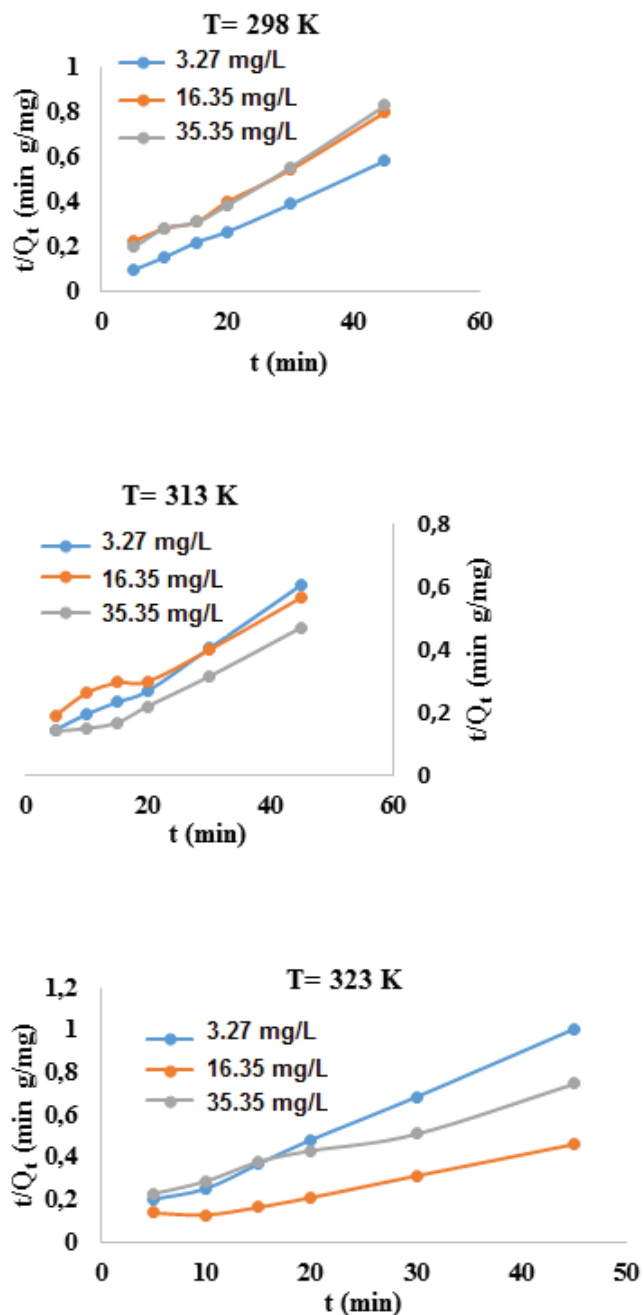 T= 298 K
3.27 mg/L
16.35 mg/L
35.35 mg/L
t/Qt (min g/mg)
1
0,8
0,6
0,4
0,2
0
0 20 40 60
t (min)
T= 313 K
3.27 mg/L
16.35 mg/L
35.35 mg/L
0,8
0,6
0,4
0,2
0
t/Qt (min g/mg)
0 20 40 60
t (min)
T= 323 K
3.27 mg/L
16.35 mg/L
35.35 mg/L
t/Qt (min g/mg)
1,2
1
0,8
0,6
0,4
0,2
0
0 10 20 30 40 50
t (min)